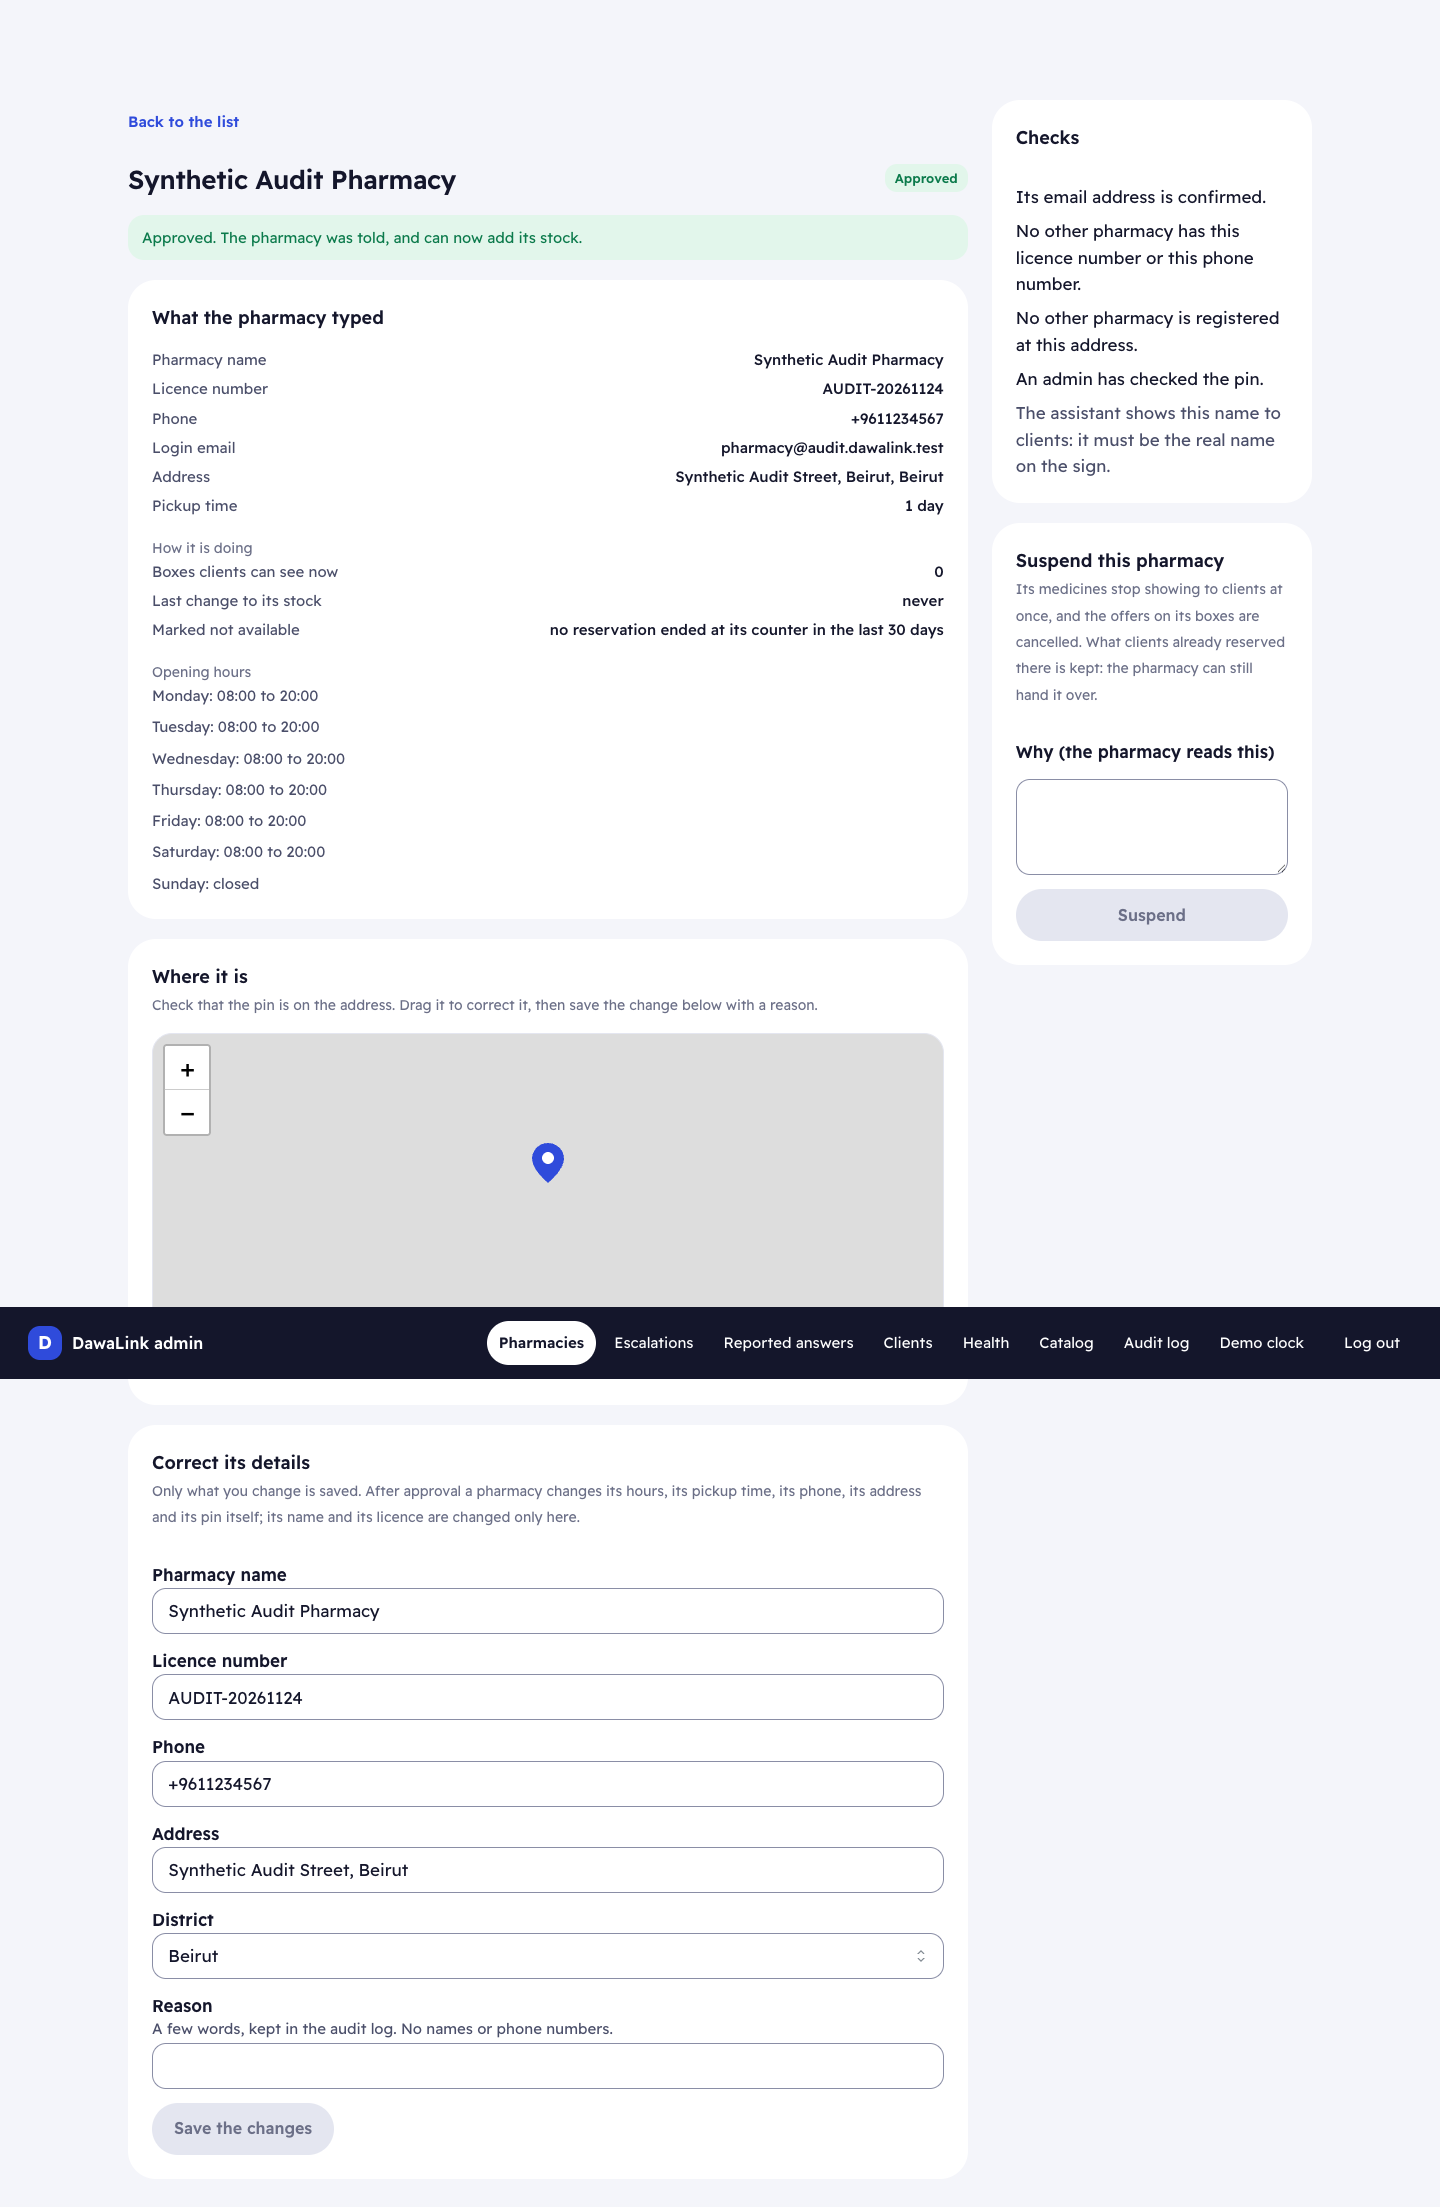 Back to the list
Synthetic Audit Pharmacy
Approved
Approved. The pharmacy was told, and can now add its stock.
What the pharmacy typed
Pharmacy name Synthetic Audit Pharmacy
Licence number AUDIT-20261124
Phone +9611234567
Login email pharmacy@audit.dawalink.test
Address Synthetic Audit Street, Beirut, Beirut
Pickup time 1 day
How it is doing
Boxes clients can see now 0
Last change to its stock never
Marked not available no reservation ended at its counter in the last 30 days
Opening hours
Monday: 08:00 to 20:00
Tuesday: 08:00 to 20:00
Wednesday: 08:00 to 20:00
Thursday: 08:00 to 20:00
Friday: 08:00 to 20:00
Saturday: 08:00 to 20:00
Sunday: closed
Checks
Its email address is confirmed.
No other pharmacy has this
licence number or this phone
number.
No other pharmacy is registered
at this address.
An admin has checked the pin.
The assistant shows this name to
clients: it must be the real name
on the sign.
Suspend this pharmacy
Its medicines stop showing to clients at
once, and the offers on its boxes are
cancelled. What clients already reserved
there is kept: the pharmacy can still
hand it over.
Why (the pharmacy reads this)
Suspend
Where it is
Check that the pin is on the address. Drag it to correct it, then save the change below with a reason.
+
−
D DawaLink admin Pharmacies Escalations Reported answers Clients Health Catalog Audit log Demo clock Log out
Correct its details
Only what you change is saved. After approval a pharmacy changes its hours, its pickup time, its phone, its address
and its pin itself; its name and its licence are changed only here.
Pharmacy name
Synthetic Audit Pharmacy
Licence number
AUDIT-20261124
Phone
+9611234567
Address
Synthetic Audit Street, Beirut
District
Beirut
Reason
A few words, kept in the audit log. No names or phone numbers.
Save the changes